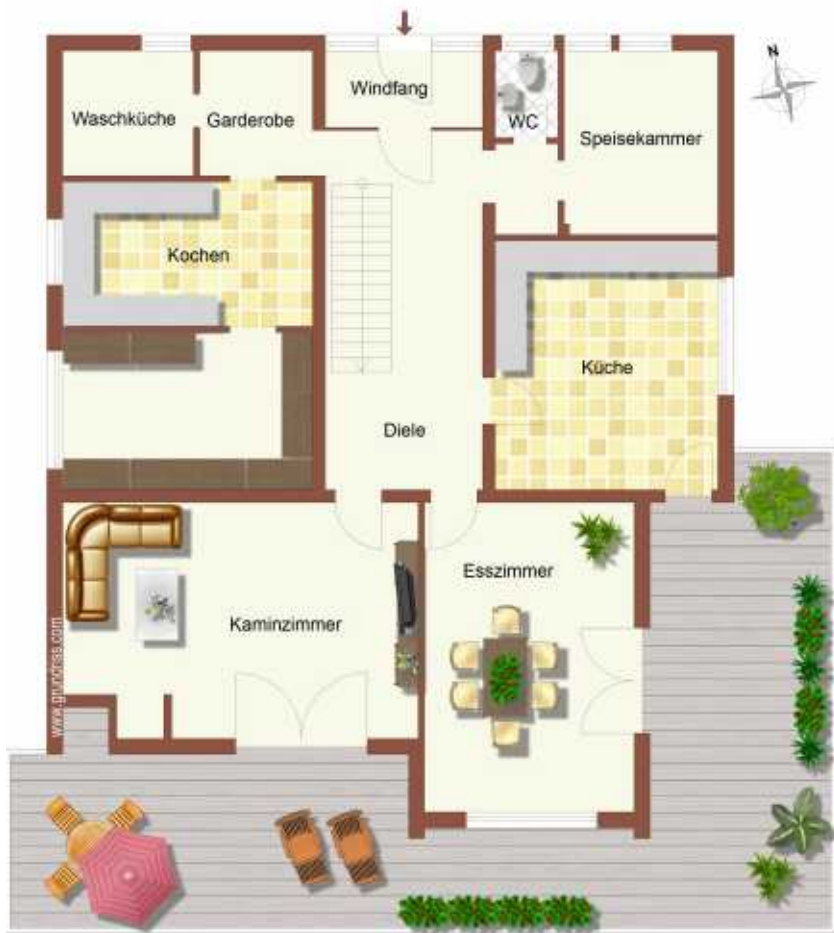 N
Windfang
Waschküche
Garderobe
WC
Speisekammer
Kochen
Küche
Diele
Esszimmer
Kaminzimmer
www.grundriss.com